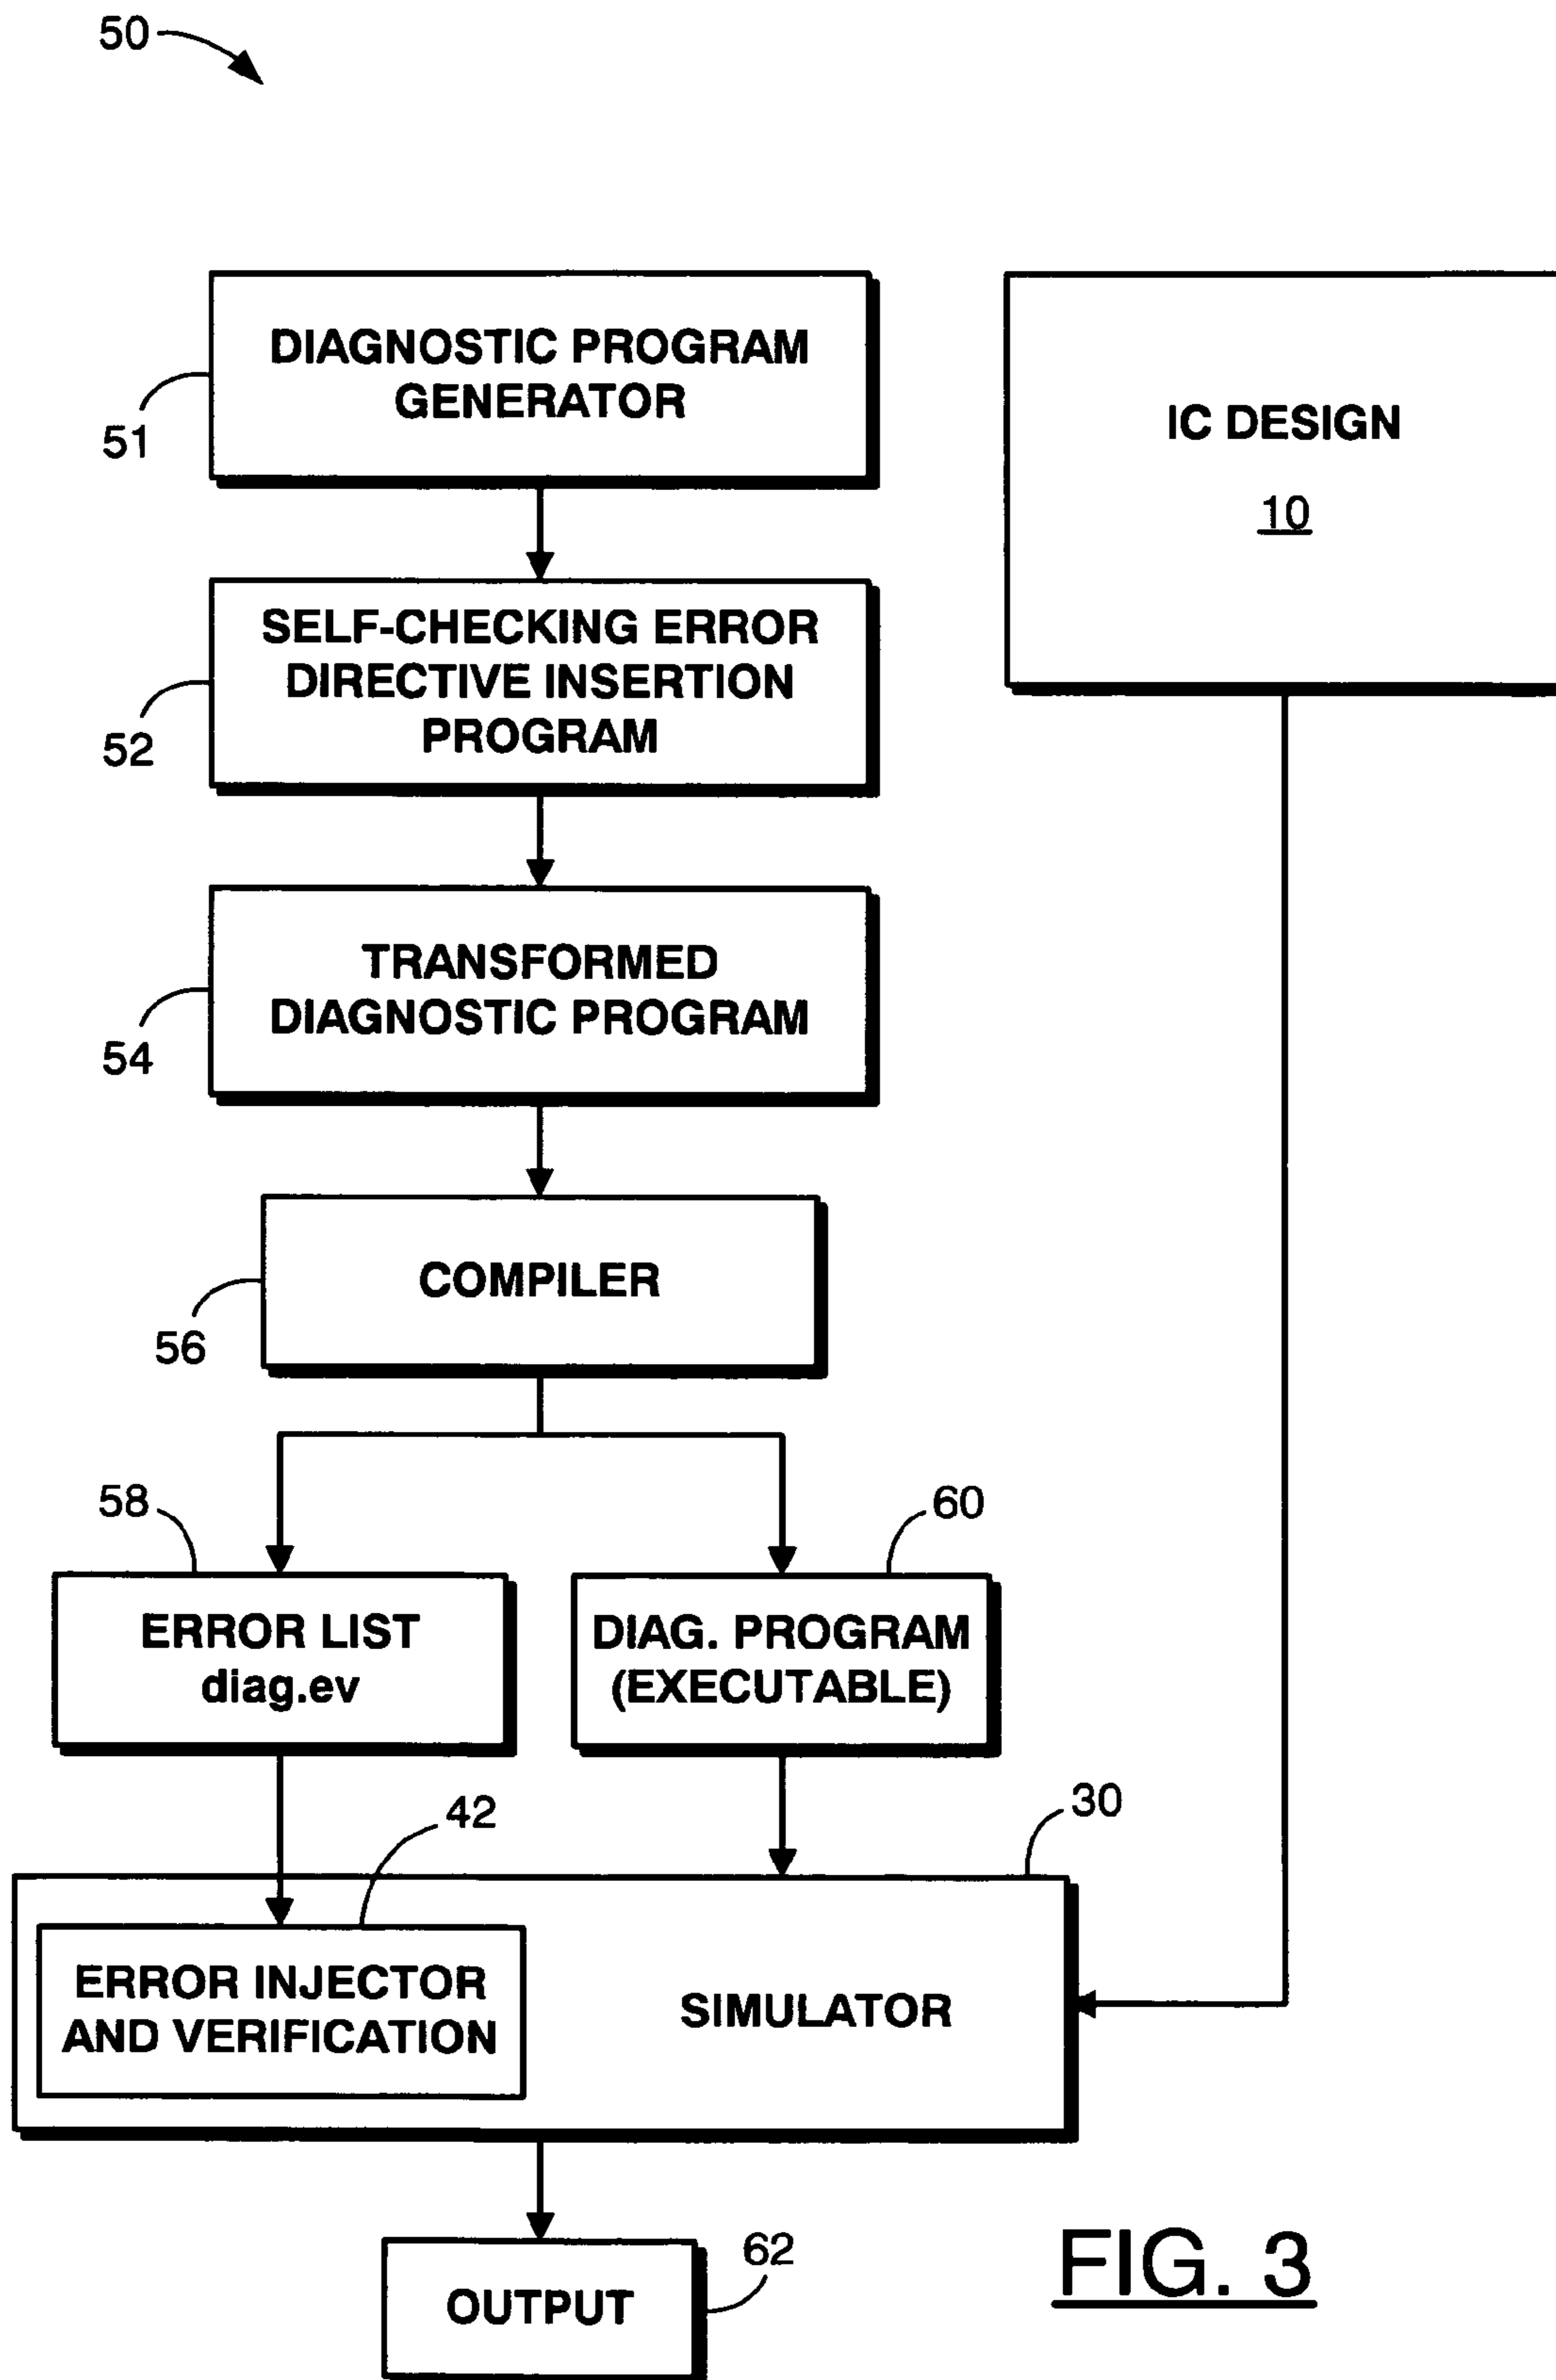 50
DIAGNOSTIC PROGRAM
GENERATOR
51
IC DESIGN
10
SELF-CHECKING ERROR
DIRECTIVE INSERTION
PROGRAM
52
TRANSFORMED
DIAGNOSTIC PROGRAM
54
COMPILER
56
58
60
ERROR LIST
diag.ev
DIAG. PROGRAM
(EXECUTABLE)
42
30
ERROR INJECTOR
AND VERIFICATION
SIMULATOR
62
OUTPUT
FIG. 3